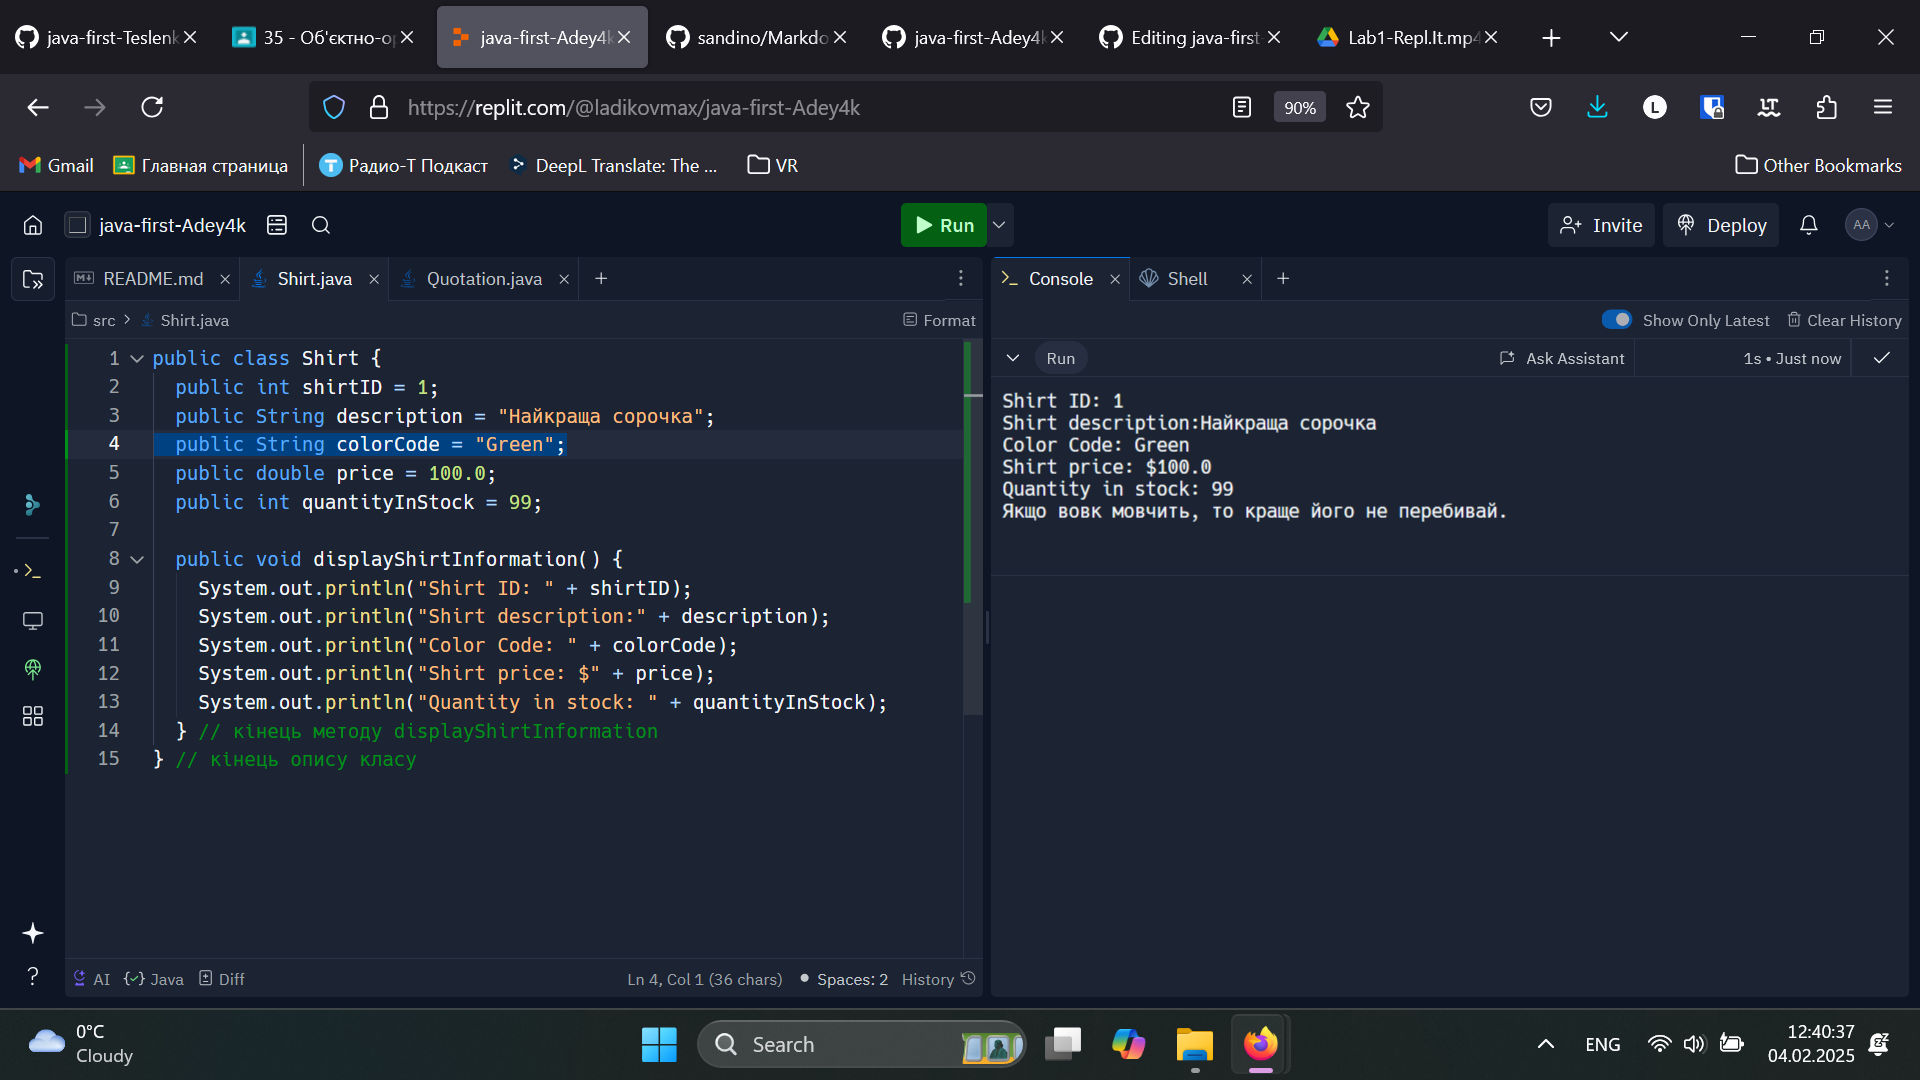 java-first-Teslenk
35 - Об'єктно-ор
java-first-Adey4k
sandino/Markdo
java-first-Adey4k
Editing java-first-
Lab1-Repl.It.mp4
https://replit.com/@ladikovmax/java-first-Adey4k
90%
L
Gmail
Главная страница
Радио-Т Подкаст
DeepL Translate: The ...
VR
Other Bookmarks
java-first-Adey4k
Run
Invite
Deploy
AA
README.md
Shirt.java
Quotation.java
src > Shirt.java
Format
1 public class Shirt {
2 public int shirtID = 1;
3 public String description = "Найкраща сорочка";
4 public String colorCode = "Green";
5 public double price = 100.0;
6 public int quantityInStock = 99;
7
8 public void displayShirtInformation() {
9 System.out.println("Shirt ID: " + shirtID);
10 System.out.println("Shirt description:" + description);
11 System.out.println("Color Code: " + colorCode);
12 System.out.println("Shirt price: $" + price);
13 System.out.println("Quantity in stock: " + quantityInStock);
14 } // кінець методу displayShirtInformation
15 } // кінець опису класу
AI
Java
Diff
Ln 4, Col 1 (36 chars)
Spaces: 2
History
Console
Shell
Show Only Latest
Clear History
Run
Ask Assistant
1s • Just now
Shirt ID: 1
Shirt description:Найкраща сорочка
Color Code: Green
Shirt price: $100.0
Quantity in stock: 99
Якщо вовк мовчить, то краще його не перебивай.
0°C
Cloudy
Search
ENG
12:40:37
04.02.2025